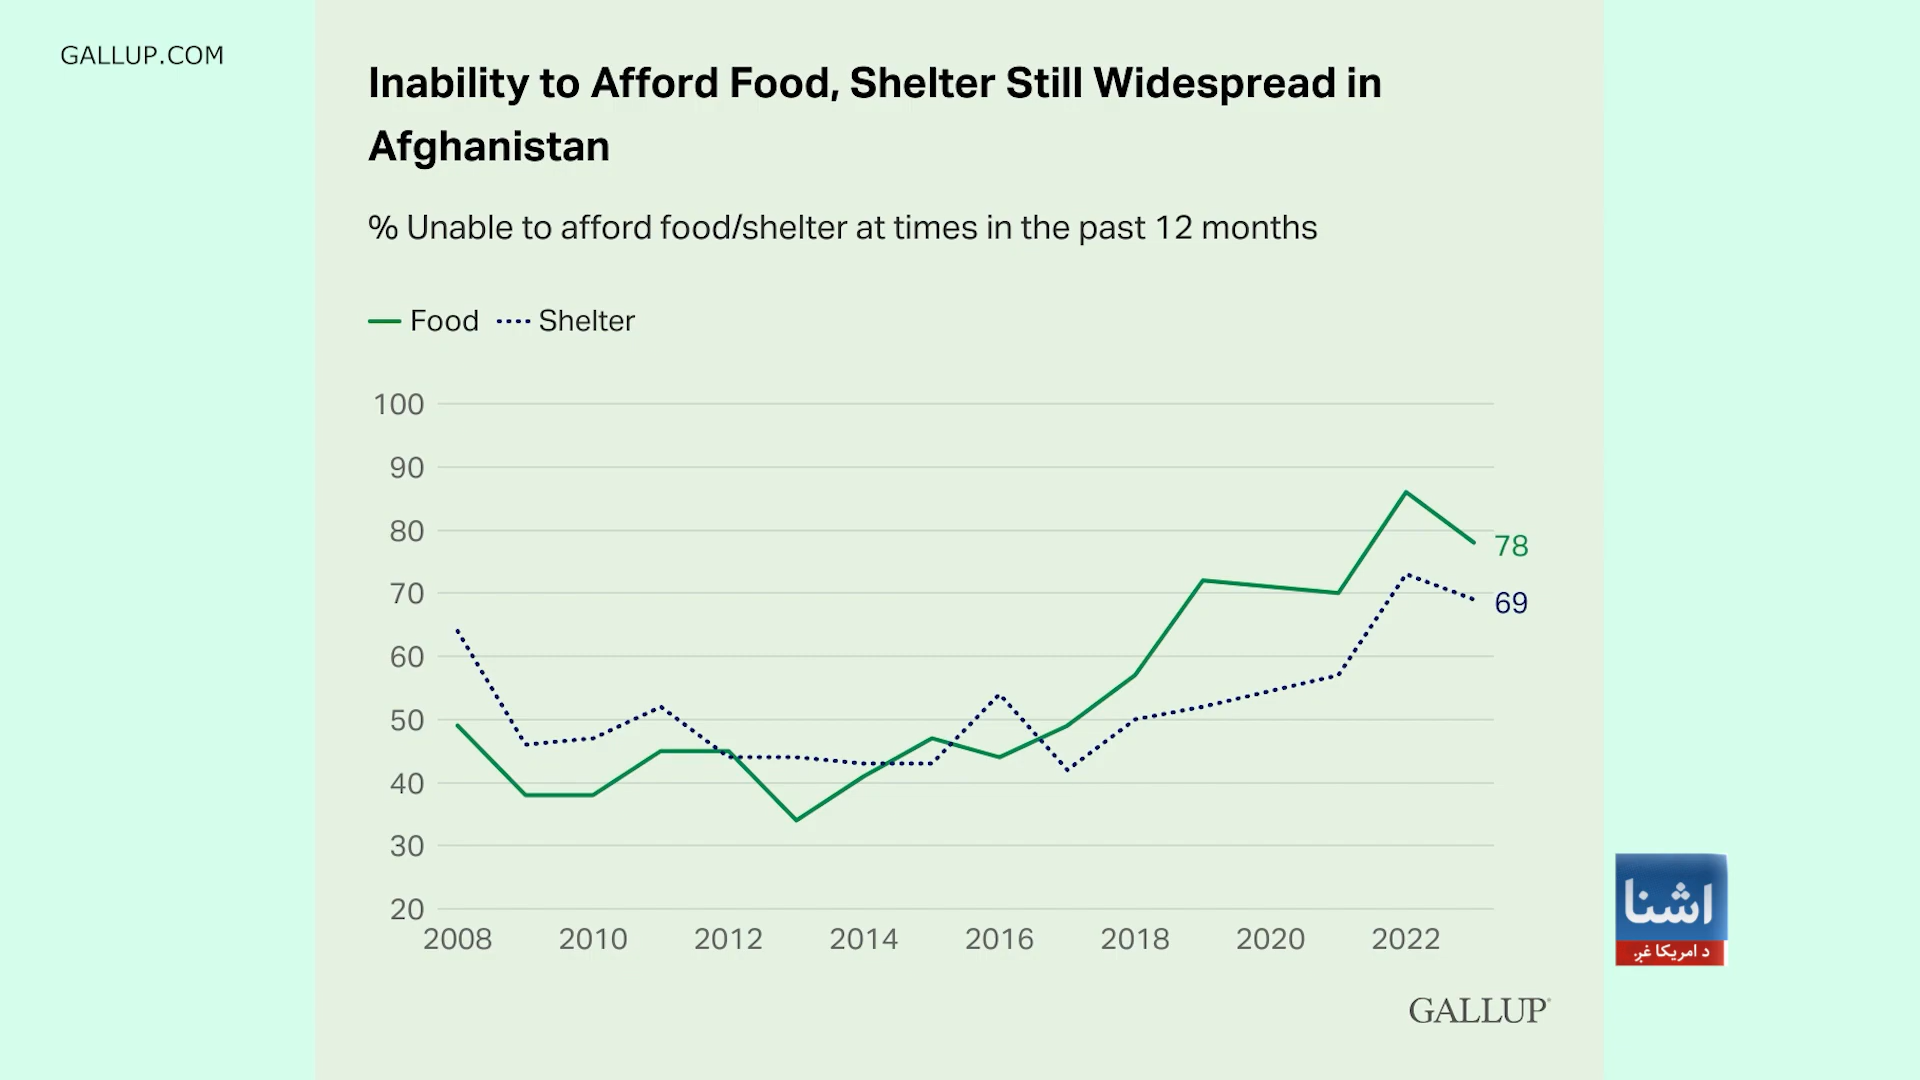 GALLUP.COM
Inability to Afford Food, Shelter Still Widespread in
Afghanistan
% Unable to afford food/shelter at times in the past 12 months
Food Shelter
100
90
80
70
60
50
40
30
20
78
69
2008 2010 2012 2014 2016 2018 2020 2022
GALLUP
اشنا
د امریکا غږ